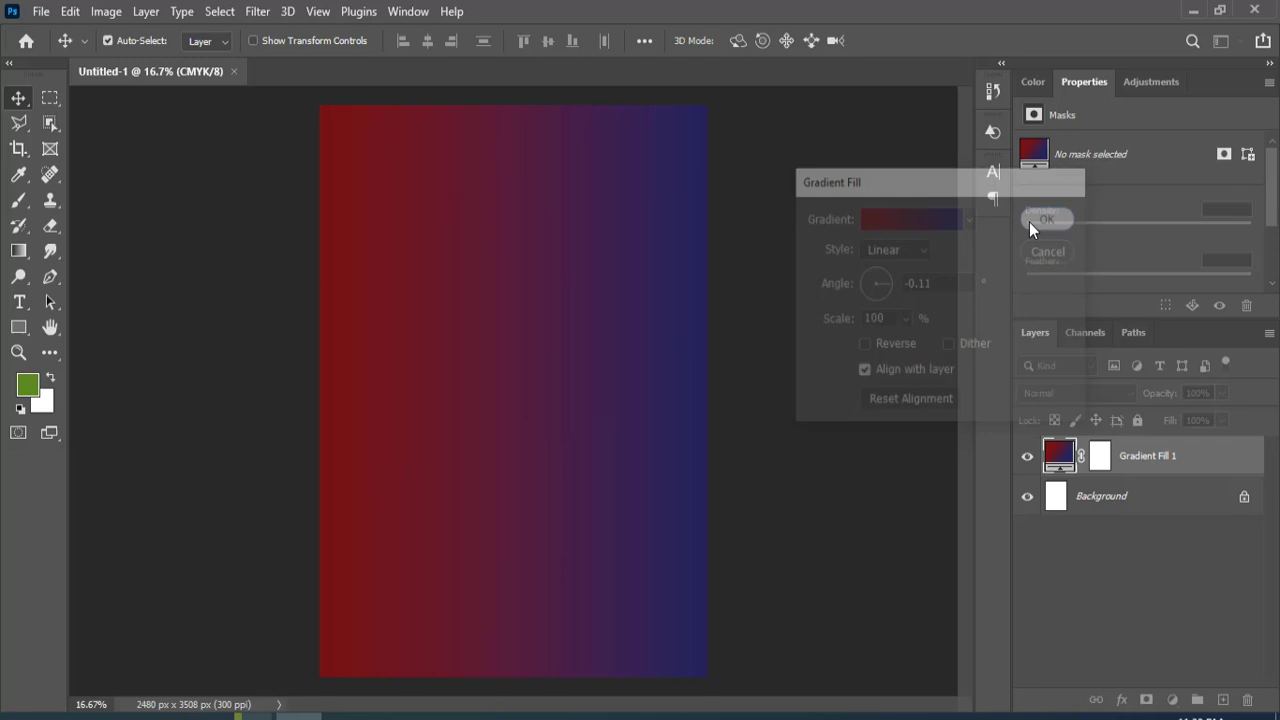 Ps File Edit Image Layer Type Select Filter 3D View Plugins Window Help
Auto-Select: Layer Show Transform Controls 3D Mode:
Untitled-1 @ 16.7% (CMYK/8) ×
Color Properties Adjustments
Masks
No mask selected
Gradient Fill
Gradient:
Density:
OK
Style: Linear
Cancel
Feather:
Angle: -0.11 °
Scale: 100 %
Reverse Dither
Align with layer
Reset Alignment
Layers Channels Paths
Kind
Normal Opacity: 100%
Lock: Fill: 100%
Gradient Fill 1
Background
16.67% 2480 px x 3508 px (300 ppi)